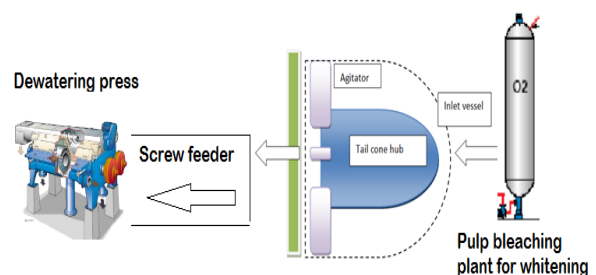 Dewatering press
Screw feeder
Agitator
Tail cone hub
Inlet vessel
O2
Pulp bleaching
plant for whitening